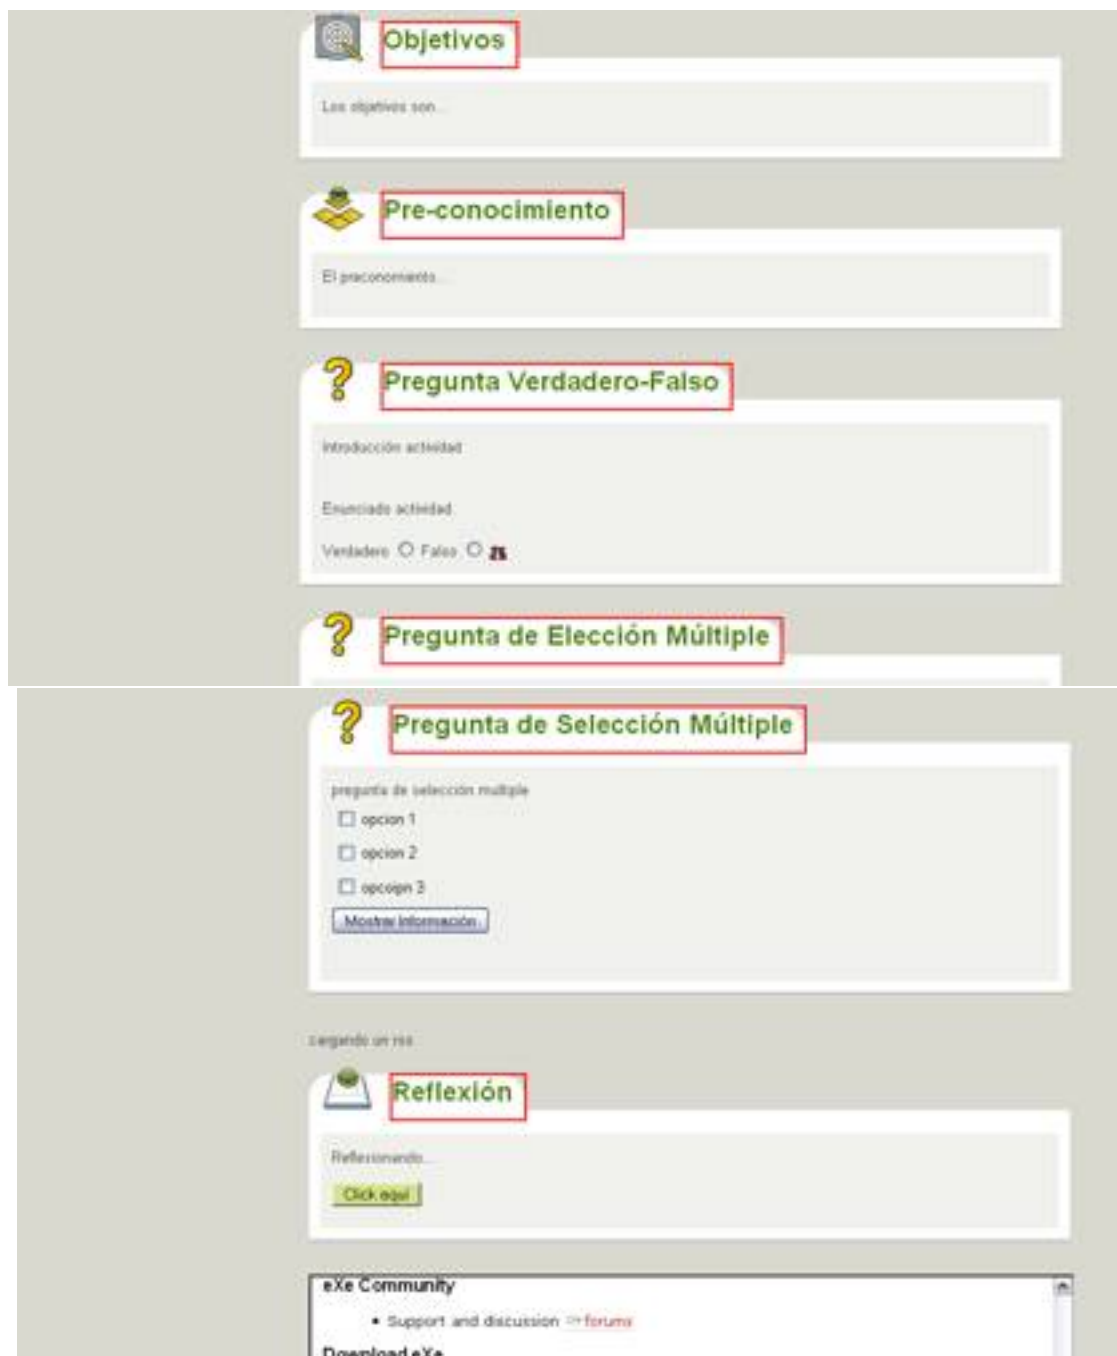 Objetivos
Los objetivos son...
Pre-conocimiento
El preconomiento...
Pregunta Verdadero-Falso
Introducción actividad
Enunciado actividad
Verdadero Falso
Pregunta de Elección Múltiple
Pregunta de Selección Múltiple
pregunta de selección multiple
opcion 1
opcion 2
opcoipn 3
Mostrar Información
cargando un rss
Reflexión
Reflexionando...
Click aquí
eXe Community
• Support and discussion forums
Download eXe